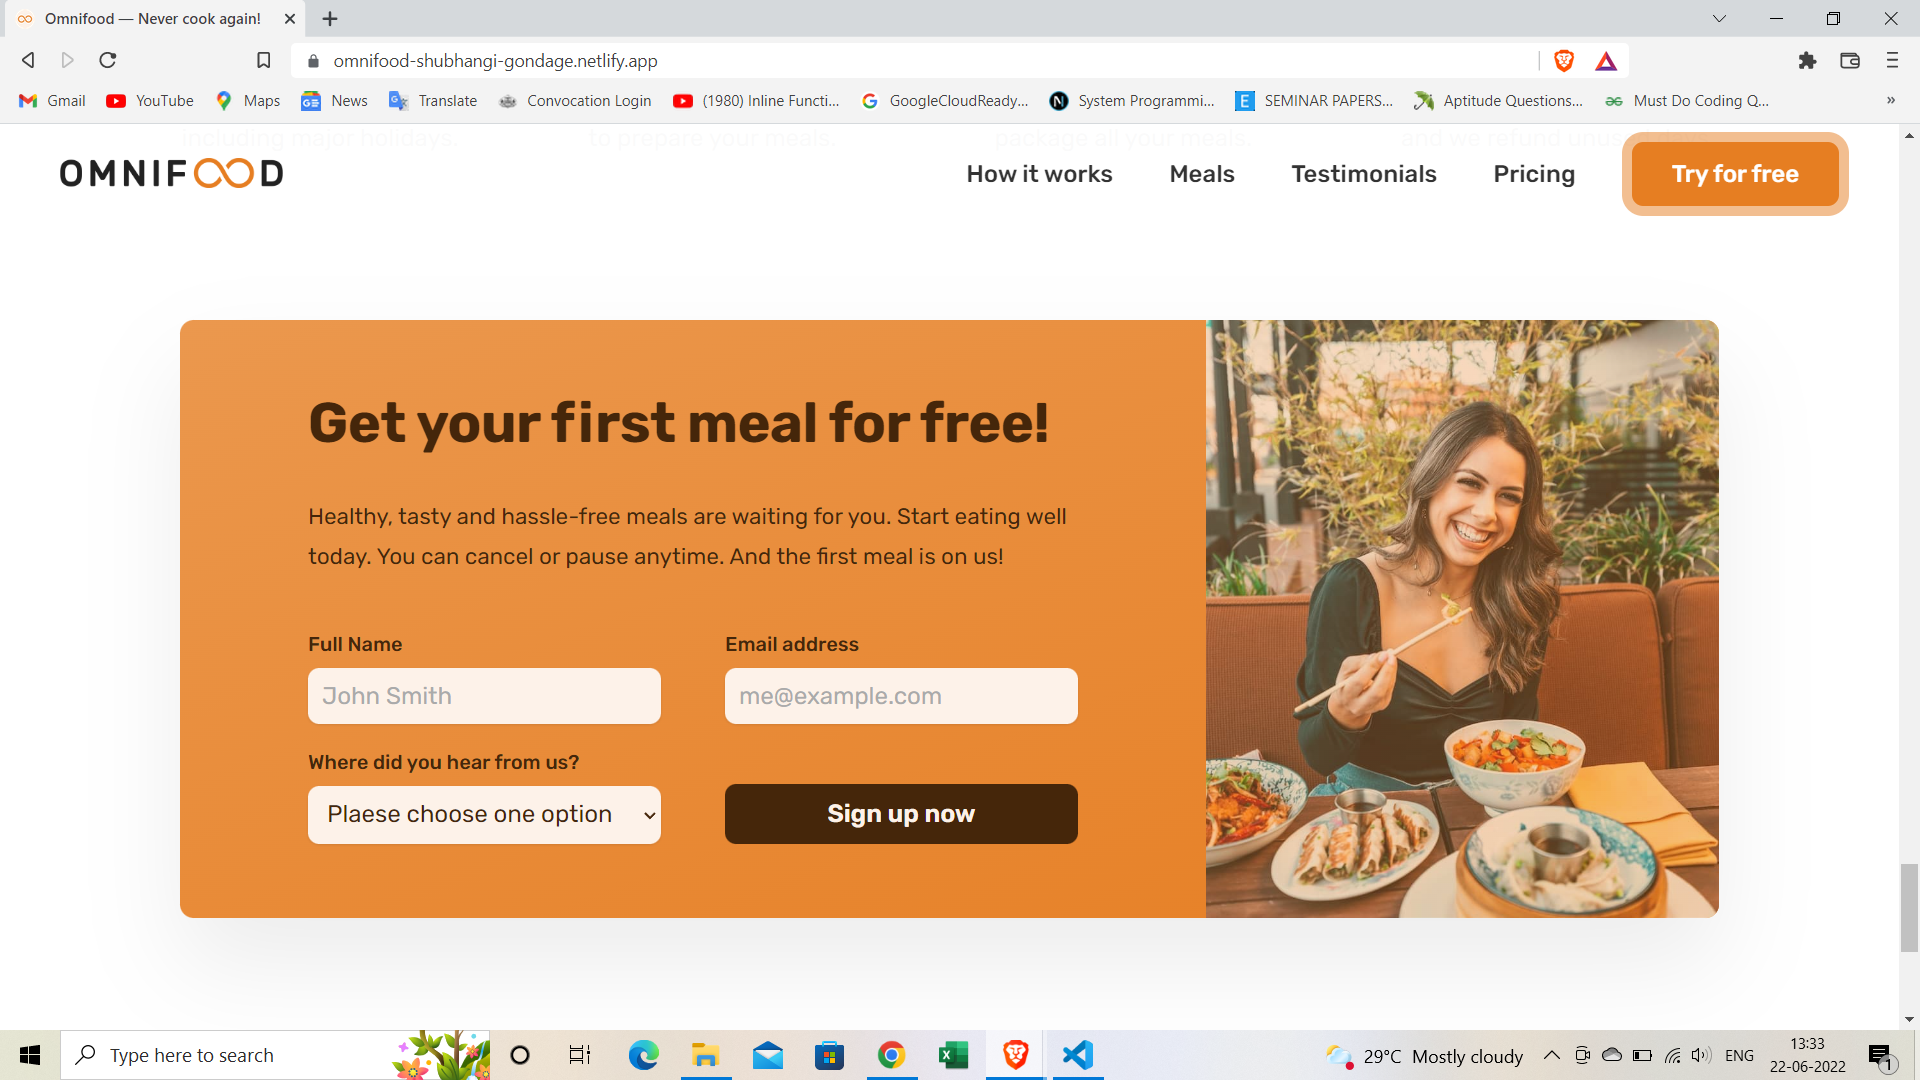 Omnifood — Never cook again!
omnifood-shubhangi-gondage.netlify.app
Gmail YouTube Maps News Translate Convocation Login (1980) Inline Functi... GoogleCloudReady... System Programmi... SEMINAR PAPERS... Aptitude Questions... Must Do Coding Q... »
including major holidays. to prepare your meals. package all your meals. and we refund
OMNIFOOD How it works Meals Testimonials Pricing Try for free
Get your first meal for free!
Healthy, tasty and hassle-free meals are waiting for you. Start eating well
today. You can cancel or pause anytime. And the first meal is on us!
Full Name Email address
John Smith me@example.com
Where did you hear from us?
Plaese choose one option Sign up now
Type here to search 29°C Mostly cloudy ENG 13:33
22-06-2022 1